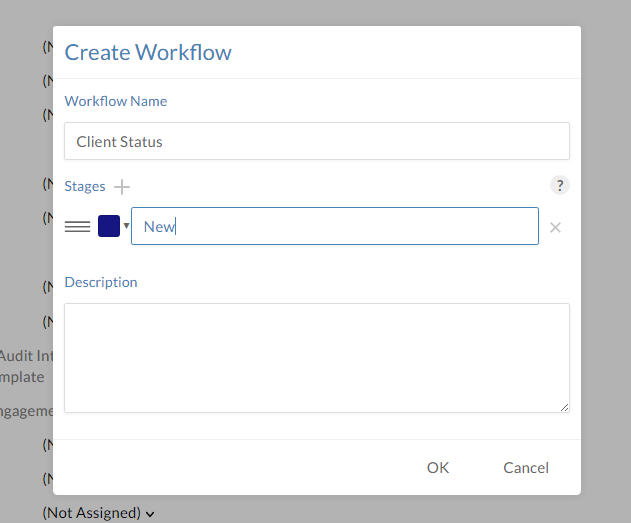 (N
Create Workflow
(N
Workflow Name
(N
Client Status
(N
Stages
?
(N
New
Description
(N
(N
Audit Int
mplate
ngageme
(N
OK
Cancel
(N
(Not Assigned)